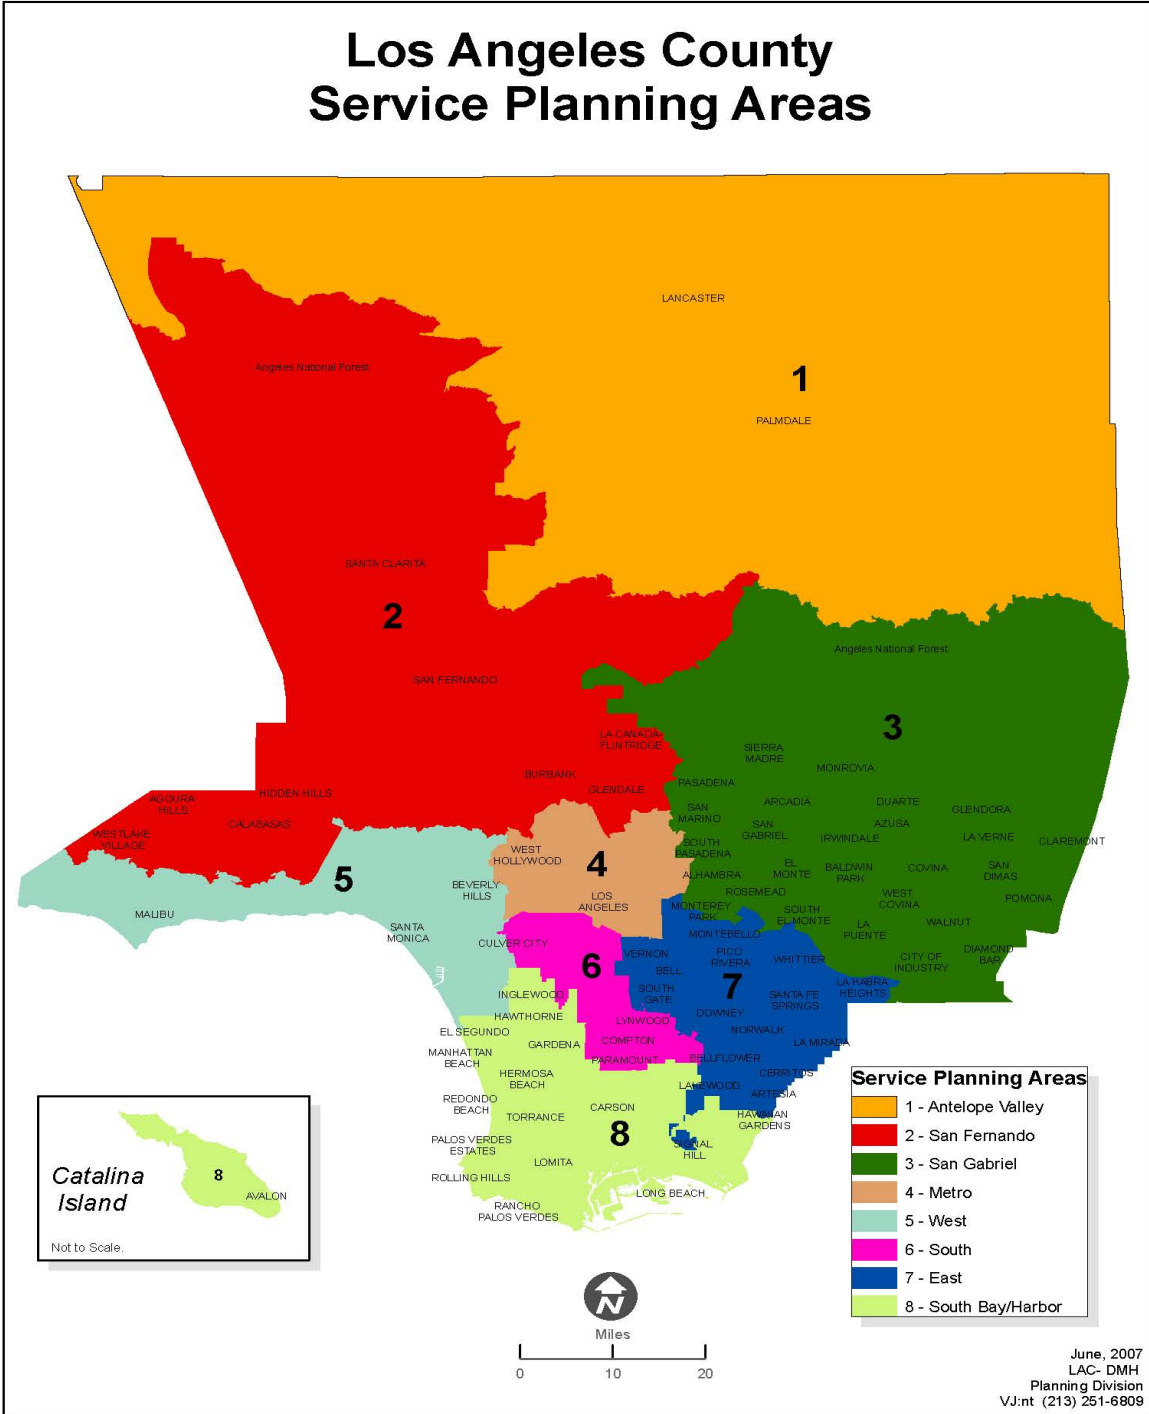 Los Angeles County
Service Planning Areas
LANCASTER
Angeles National Forest
1
PALMDALE
SANTA CLARITA
2
Angeles National Forest
SAN FERNANDO
3
LA CANADA-
FLINTRIDGE
SIERRA
MADRE
MONROVIA
BURBANK
GLENDALE
PASADENA
AGOURA
HILLS
HIDDEN HILLS
CALABASAS
WESTLAKE
VILLAGE
SAN
MARINO
ARCADIA
DUARTE
GLENDORA
AZUSA
SAN
GABRIEL
IRWINDALE
LA VERNE
CLAREMONT
SOUTH
PASADENA
WEST
HOLLYWOOD
4
5
BEVERLY
HILLS
LOS
ANGELES
ALHAMBRA
EL
MONTE
BALDWIN
PARK
COVINA
SAN
DIMAS
ROSEMEAD
WEST
COVINA
POMONA
MONTEREY
PARK
SOUTH
EL MONTE
LA
PUENTE
WALNUT
MALIBU
SANTA
MONICA
CULVER CITY
MONTEBELLO
VERNON
PICO
RIVERA
WHITTIER
CITY OF
INDUSTRY
DIAMOND
BAR
6
BELL
7
LA HABRA
HEIGHTS
INGLEWOOD
SOUTH
GATE
SANTA FE
SPRINGS
HAWTHORNE
LYNWOOD
DOWNEY
EL SEGUNDO
NORWALK
GARDENA
COMPTON
LA MIRADA
MANHATTAN
BEACH
PARAMOUNT
BELLFLOWER
HERMOSA
BEACH
CERRITOS
LAKEWOOD
ARTESIA
REDONDO
BEACH
CARSON
TORRANCE
HAWAIIAN
GARDENS
8
PALOS VERDES
ESTATES
SIGNAL
HILL
LOMITA
ROLLING HILLS
LONG BEACH
RANCHO
PALOS VERDES
Catalina
Island
8
AVALON
Not to Scale.
Service Planning Areas
1 - Antelope Valley
2 - San Fernando
3 - San Gabriel
4 - Metro
5 - West
6 - South
7 - East
8 - South Bay/Harbor
N
Miles
0 10 20
June, 2007
LAC- DMH
Planning Division
VJ:nt (213) 251-6809